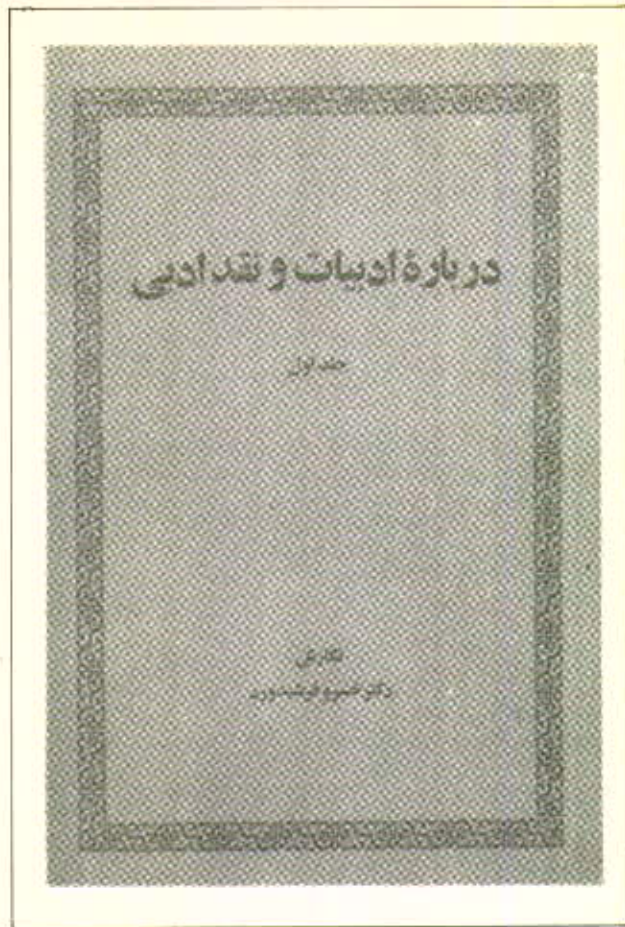 دربارهٔ ادبیات و نقد ادبی
جلد اول
نگارش
دکتر خسرو فرشیدورد